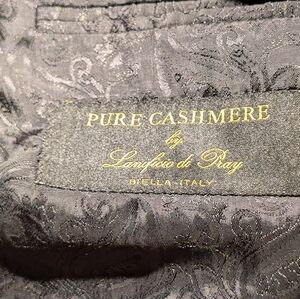 PURE CASHMERE
by
Lanificio di Pray
BIELLA-ITALY